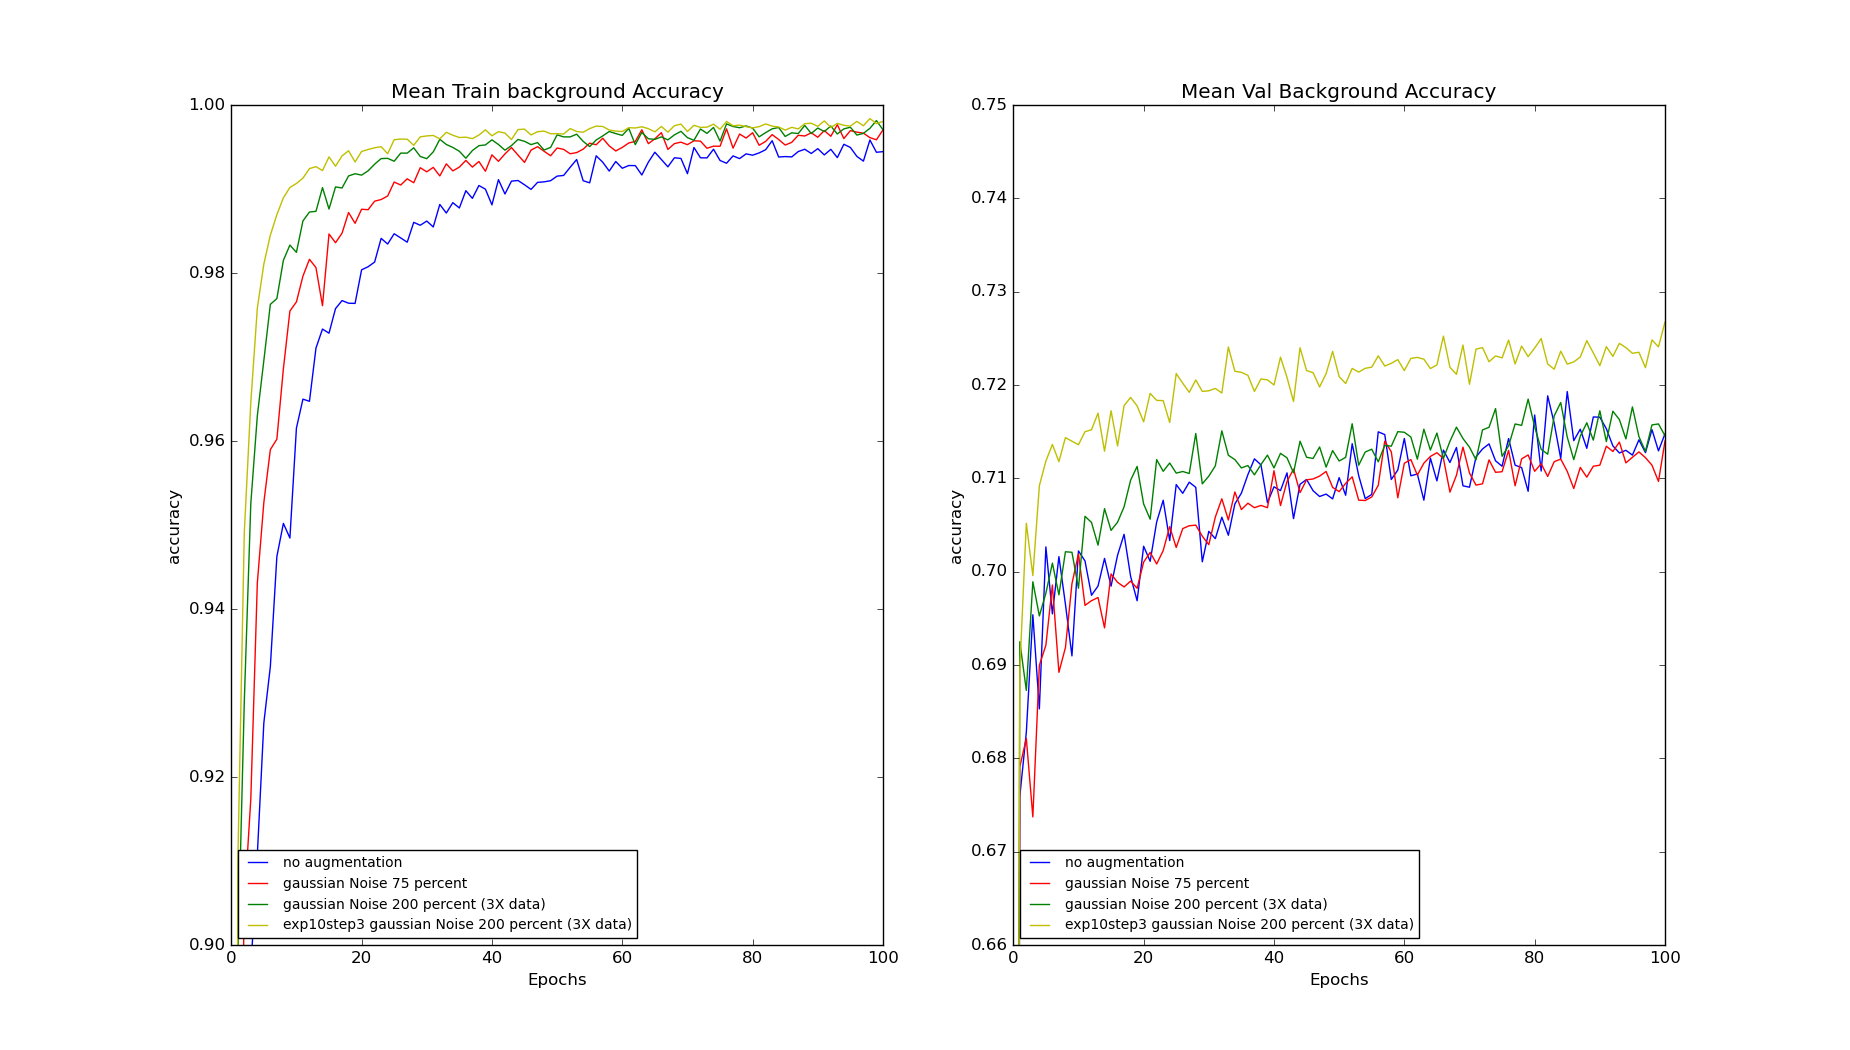 Mean Train background Accuracy
1.00
0.98
0.96
0.94
0.92
0.90
accuracy
no augmentation
gaussian Noise 75 percent
gaussian Noise 200 percent (3X data)
exp10step3 gaussian Noise 200 percent (3X data)
0 20 40 60 80 100
Epochs
Mean Val Background Accuracy
0.75
0.74
0.73
0.72
0.71
0.70
0.69
0.68
0.67
0.66
accuracy
no augmentation
gaussian Noise 75 percent
gaussian Noise 200 percent (3X data)
exp10step3 gaussian Noise 200 percent (3X data)
0 20 40 60 80 100
Epochs